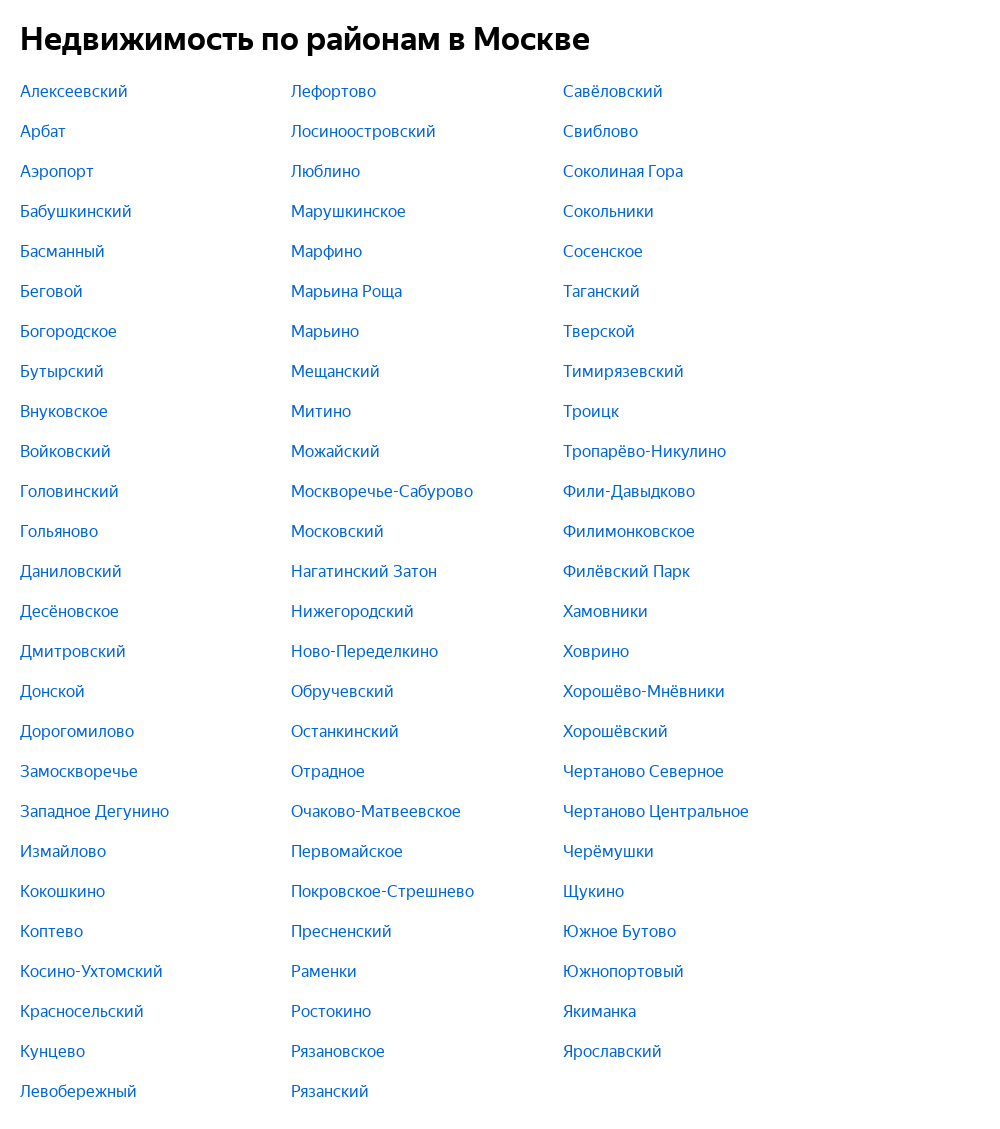 Недвижимость по районам в Москве
Алексеевский
Арбат
Аэропорт
Бабушкинский
Басманный
Беговой
Богородское
Бутырский
Внуковское
Войковский
Головинский
Гольяново
Даниловский
Десёновское
Дмитровский
Донской
Дорогомилово
Замоскворечье
Западное Дегунино
Измайлово
Кокошкино
Коптево
Косино-Ухтомский
Красносельский
Кунцево
Левобережный
Лефортово
Лосиноостровский
Люблино
Марушкинское
Марфино
Марьина Роща
Марьино
Мещанский
Митино
Можайский
Москворечье-Сабурово
Московский
Нагатинский Затон
Нижегородский
Ново-Переделкино
Обручевский
Останкинский
Отрадное
Очаково-Матвеевское
Первомайское
Покровское-Стрешнево
Пресненский
Раменки
Ростокино
Рязановское
Рязанский
Савёловский
Свиблово
Соколиная Гора
Сокольники
Сосенское
Таганский
Тверской
Тимирязевский
Троицк
Тропарёво-Никулино
Фили-Давыдково
Филимонковское
Филёвский Парк
Хамовники
Ховрино
Хорошёво-Мнёвники
Хорошёвский
Чертаново Северное
Чертаново Центральное
Черёмушки
Щукино
Южное Бутово
Южнопортовый
Якиманка
Ярославский